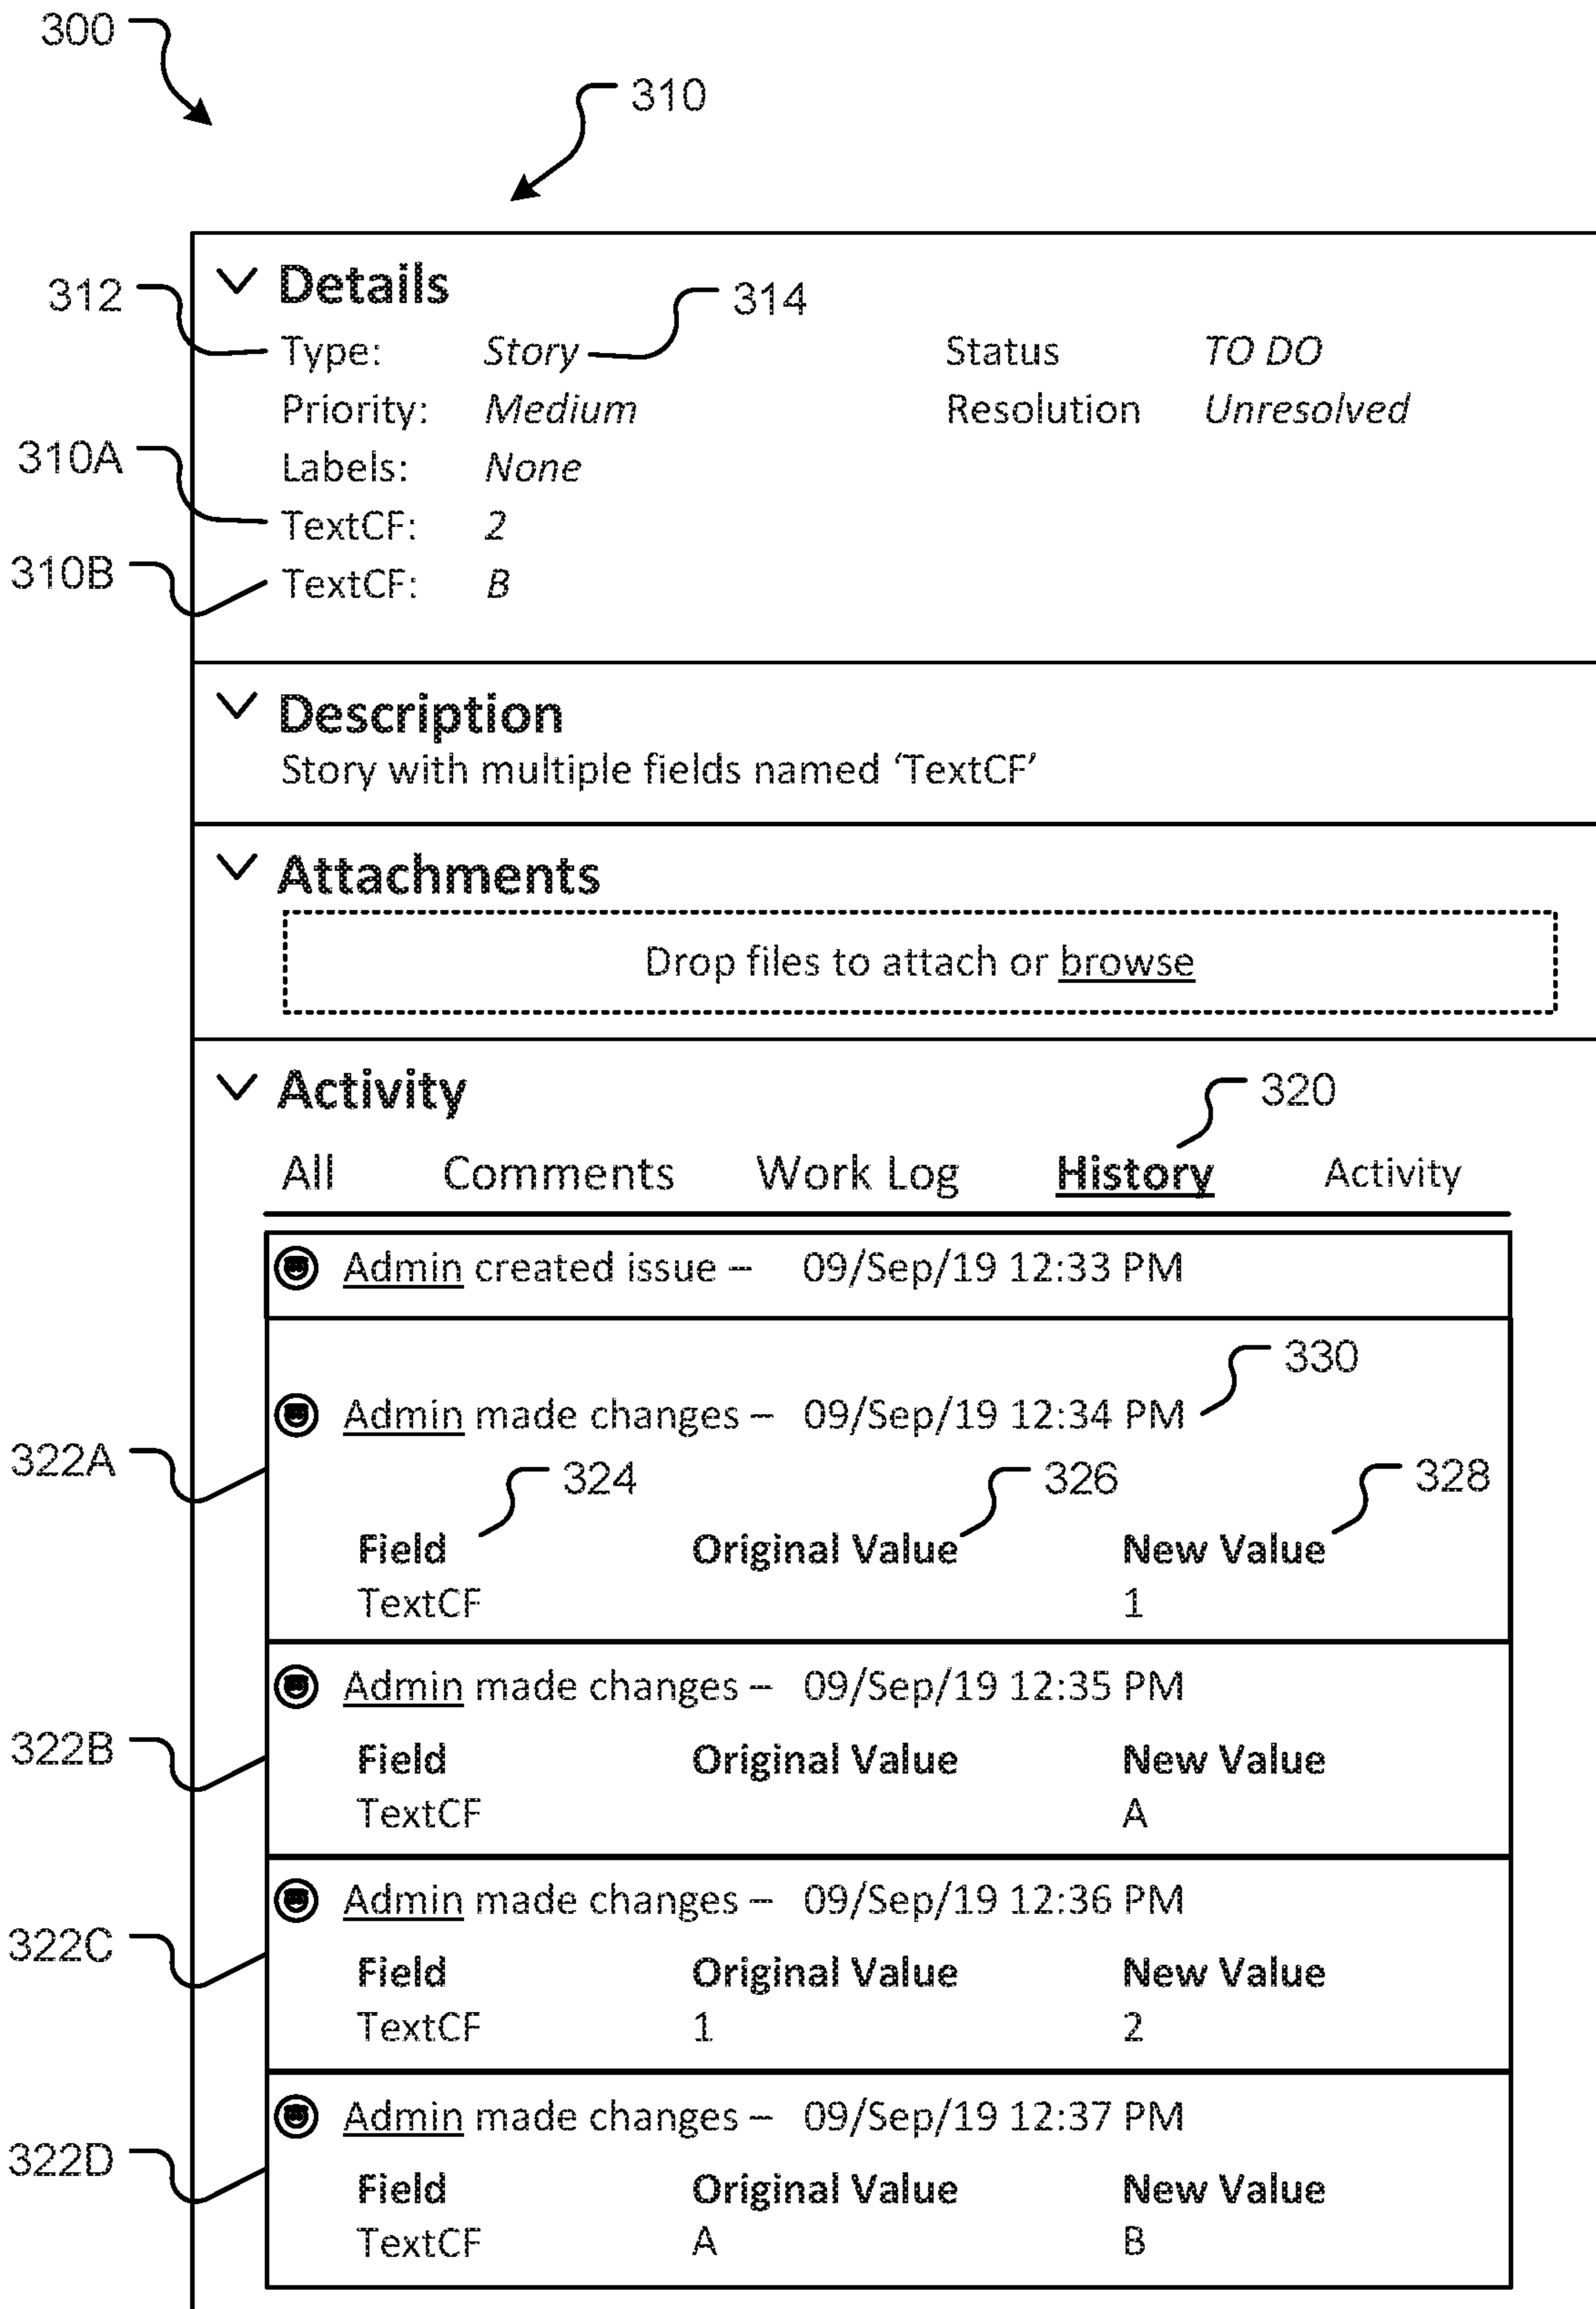 300
310
Details
312
314
Type: Story Status TO DO
Priority: Medium Resolution Unresolved
310A
Labels: None
TextCF: 2
310B
TextCF: B
Description
Story with multiple fields named ‘TextCF’
Attachments
Drop files to attach or browse
Activity
320
All Comments Work Log History Activity
Admin created issue – 09/Sep/19 12:33 PM
330
Admin made changes – 09/Sep/19 12:34 PM
322A
324 326 328
Field Original Value New Value
TextCF 1
Admin made changes – 09/Sep/19 12:35 PM
322B
Field Original Value New Value
TextCF A
Admin made changes – 09/Sep/19 12:36 PM
322C
Field Original Value New Value
TextCF 1 2
Admin made changes – 09/Sep/19 12:37 PM
322D
Field Original Value New Value
TextCF A B